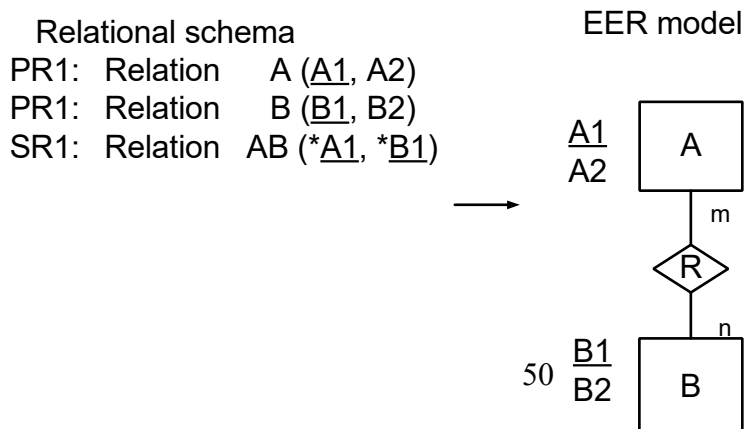 Relational schema
PR1: Relation A (A1, A2)
PR1: Relation B (B1, B2)
SR1: Relation AB (*A1, *B1)
EER model
A1
A2
A
m
R
n
50
B1
B2
B